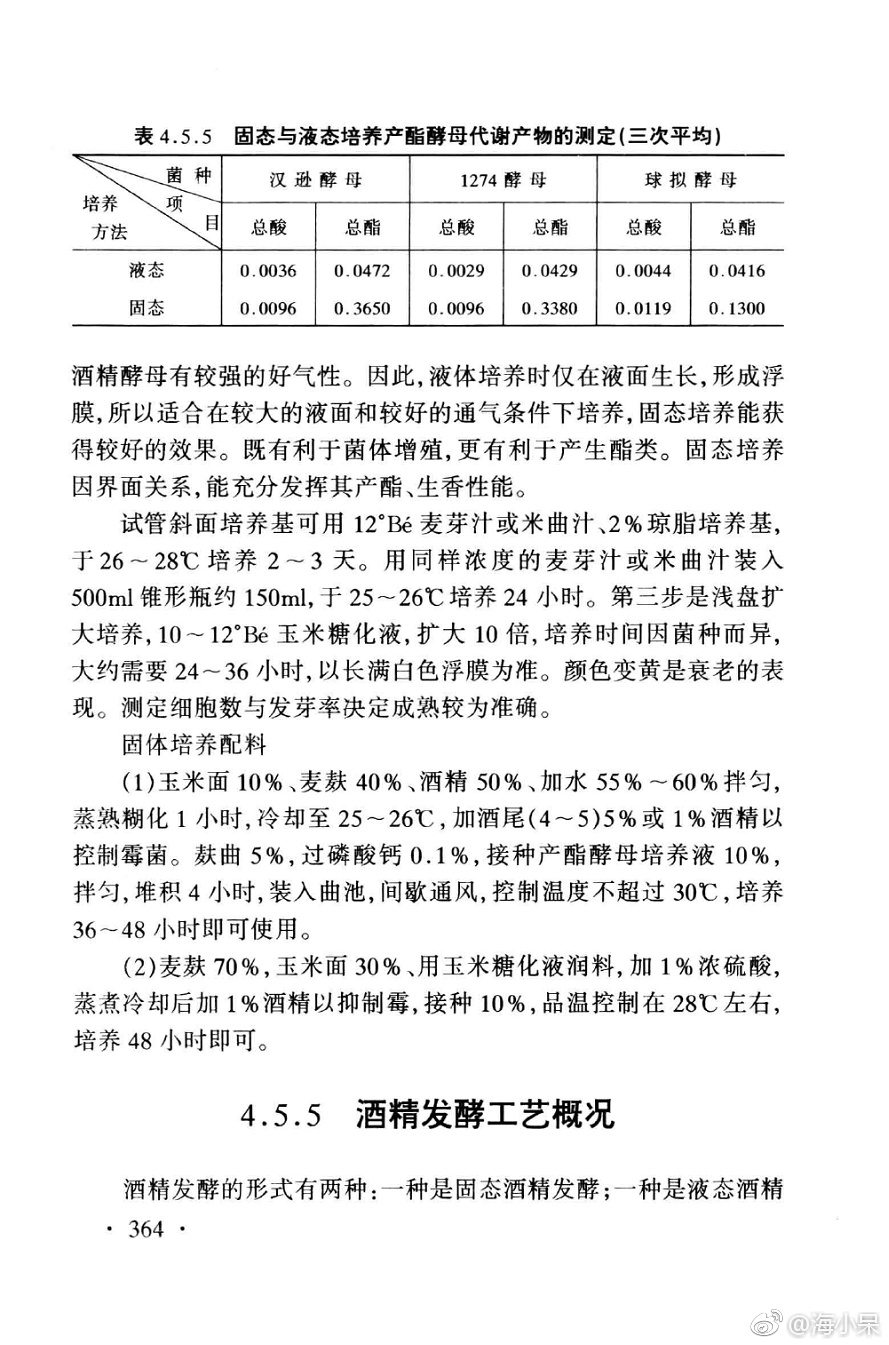 表 4.5.5 固态与液态培养产酯酵母代谢产物的测定(三次平均)
菌 种 汉 逊 酵 母 1274 酵 母 球 拟 酵 母
培养 项
方法 目 总酸 总酯 总酸 总酯 总酸 总酯
液态 0.0036 0.0472 0.0029 0.0429 0.0044 0.0416
固态 0.0096 0.3650 0.0096 0.3380 0.0119 0.1300
酒精酵母有较强的好气性。因此,液体培养时仅在液面生长,形成浮
膜,所以适合在较大的液面和较好的通气条件下培养,固态培养能获
得较好的效果。既有利于菌体增殖,更有利于产生酯类。固态培养
因界面关系,能充分发挥其产酯、生香性能。
试管斜面培养基可用 12°Bé 麦芽汁或米曲汁、2%琼脂培养基,
于 26～28℃ 培养 2～3 天。用同样浓度的麦芽汁或米曲汁装入
500ml 锥形瓶约 150ml,于 25～26℃培养 24 小时。第三步是浅盘扩
大培养,10～12°Bé 玉米糖化液,扩大 10 倍,培养时间因菌种而异,
大约需要 24～36 小时,以长满白色浮膜为准。颜色变黄是衰老的表
现。测定细胞数与发芽率决定成熟较为准确。
固体培养配料
(1)玉米面 10%、麦麸 40%、酒精 50%、加水 55%～60%拌匀,
蒸熟糊化 1 小时,冷却至 25～26℃,加酒尾(4～5)5%或 1%酒精以
控制霉菌。麸曲 5%,过磷酸钙 0.1%,接种产酯酵母培养液 10%,
拌匀,堆积 4 小时,装入曲池,间歇通风,控制温度不超过 30℃,培养
36～48 小时即可使用。
(2)麦麸 70%,玉米面 30%、用玉米糖化液润料,加 1%浓硫酸,
蒸煮冷却后加 1%酒精以抑制霉,接种 10%,品温控制在 28℃左右,
培养 48 小时即可。
4.5.5 酒精发酵工艺概况
酒精发酵的形式有两种:一种是固态酒精发酵;一种是液态酒精
· 364 ·
@海小呆